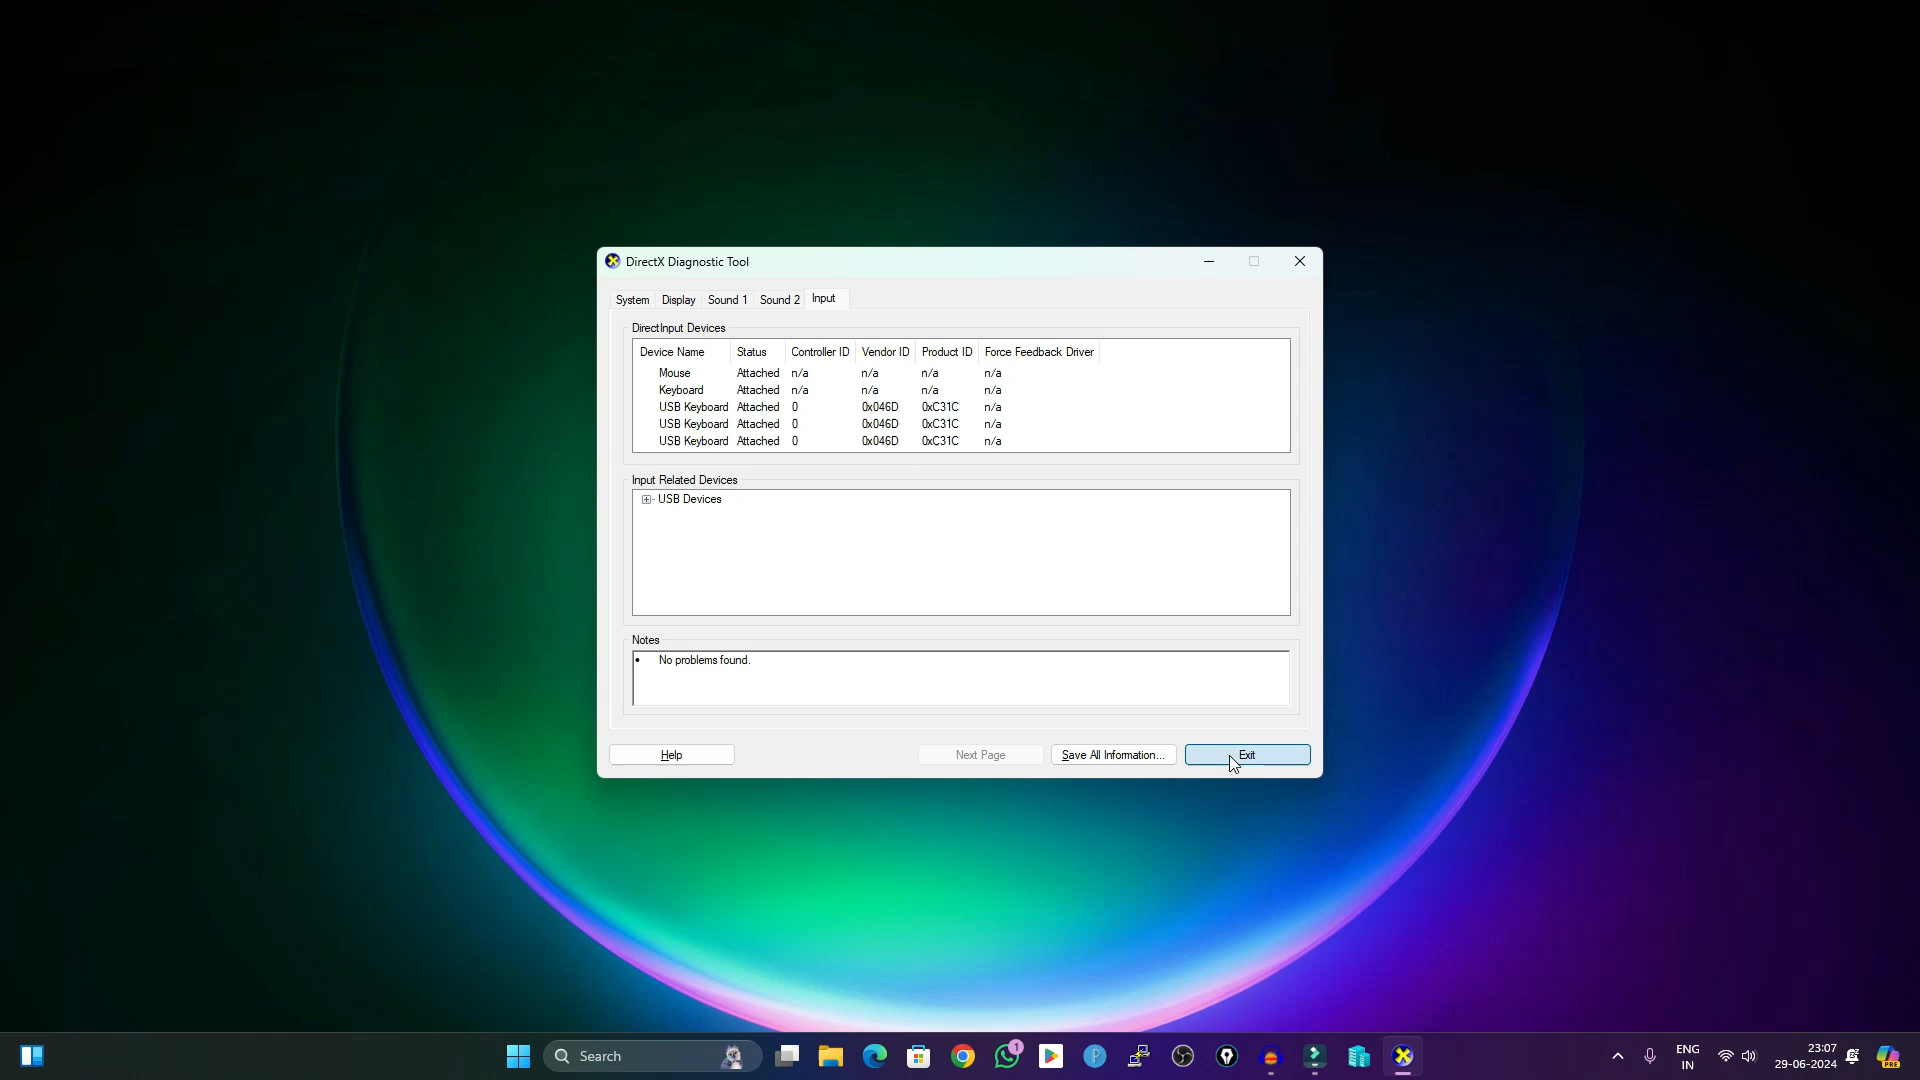 DirectX Diagnostic Tool
System Display Sound 1 Sound 2 Input
DirectInput Devices
Device Name Status Controller ID Vendor ID Product ID Force Feedback Driver
Mouse Attached n/a n/a n/a n/a
Keyboard Attached n/a n/a n/a n/a
USB Keyboard Attached 0 0x046D 0xC31C n/a
USB Keyboard Attached 0 0x046D 0xC31C n/a
USB Keyboard Attached 0 0x046D 0xC31C n/a
Input Related Devices
USB Devices
Notes
• No problems found.
Help Next Page Save All Information... Exit
Search
1
P
ENG
IN
23:07
29-06-2024
PRE